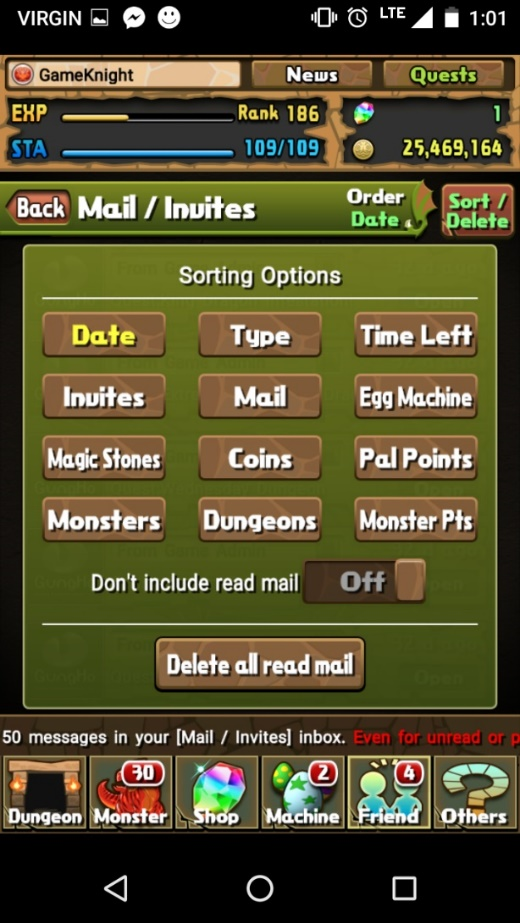 VIRGIN LTE 1:01
GameKnight News Quests
EXP Rank 186 1
STA 109/109 25,469,164
Back Mail / Invites Order Date Sort / Delete
Sorting Options
Date Type Time Left
Invites Mail Egg Machine
Magic Stones Coins Pal Points
Monsters Dungeons Monster Pts
Don't include read mail Off
Delete all read mail
50 messages in your [Mail / Invites] inbox. Even for unread or p
30 2 4
Dungeon Monster Shop Machine Friend Others